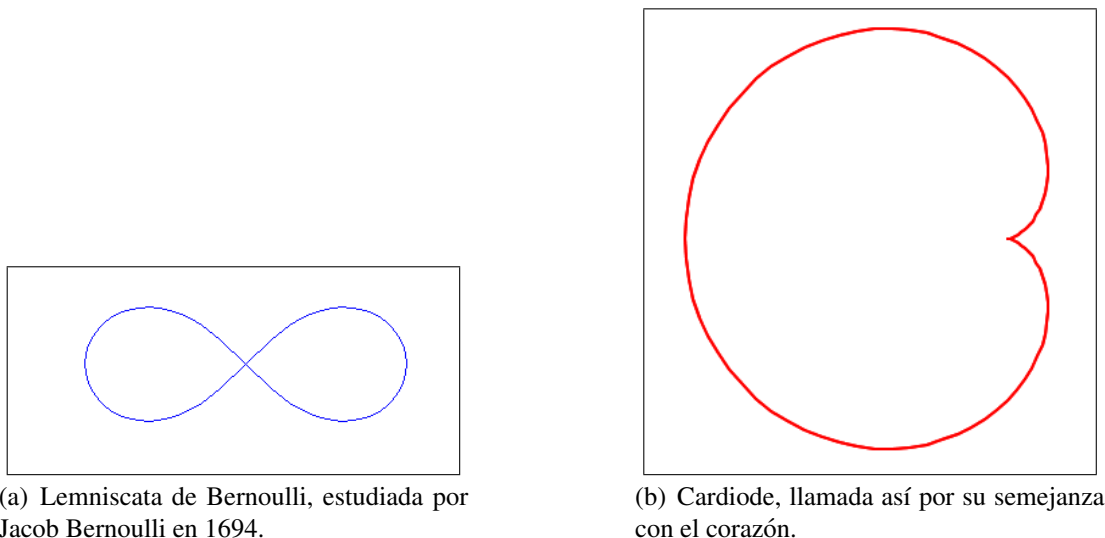 (a) Lemniscata de Bernoulli, estudiada por
Jacob Bernoulli en 1694.
(b) Cardiode, llamada así por su semejanza
con el corazón.